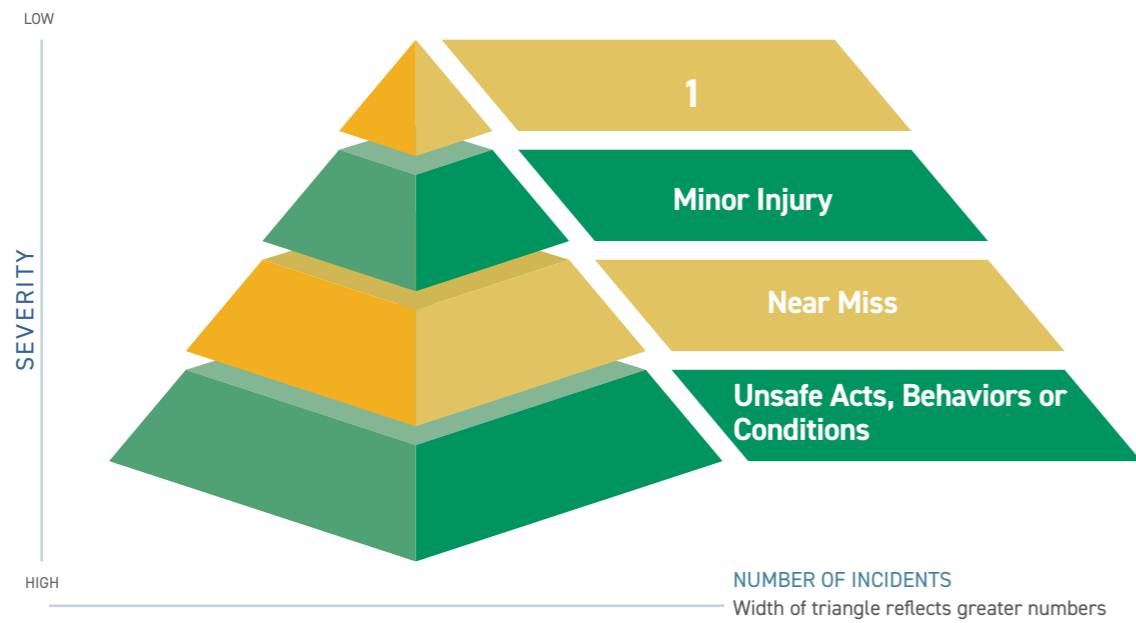 LOW
1
Minor Injury
SEVERITY
Near Miss
Unsafe Acts, Behaviors or
Conditions
HIGH
NUMBER OF INCIDENTS
Width of triangle reflects greater numbers